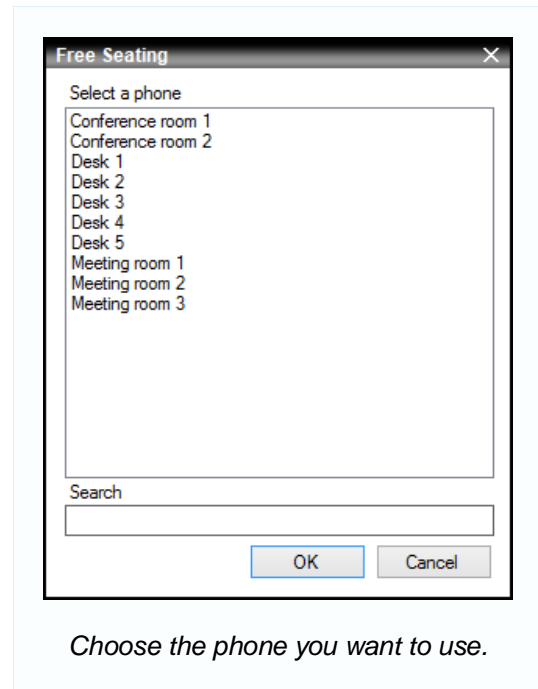 Free Seating
Select a phone
Conference room 1
Conference room 2
Desk 1
Desk 2
Desk 3
Desk 4
Desk 5
Meeting room 1
Meeting room 2
Meeting room 3
Search
OK Cancel
Choose the phone you want to use.